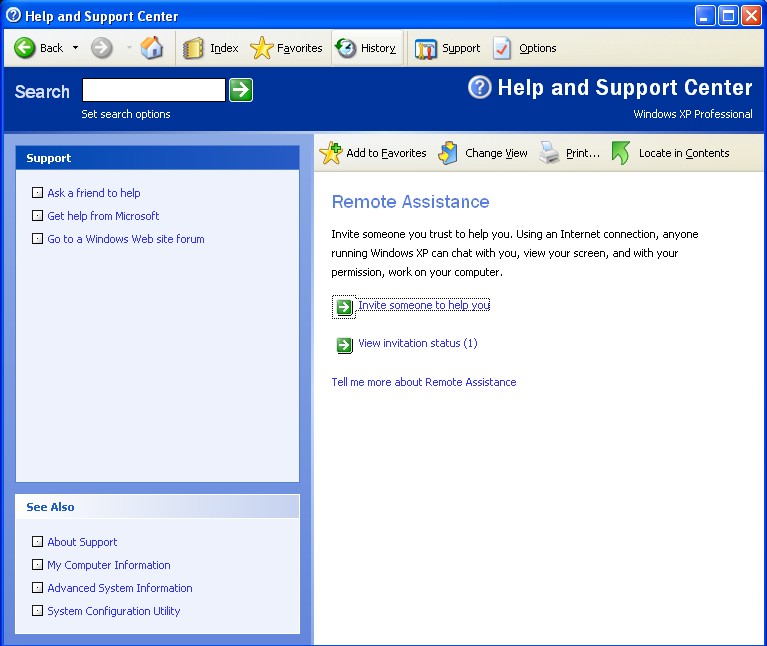 Help and Support Center
Back Index Favorites History Support Options
Search
Set search options
? Help and Support Center
Windows XP Professional
Support
Ask a friend to help
Get help from Microsoft
Go to a Windows Web site forum
See Also
About Support
My Computer Information
Advanced System Information
System Configuration Utility
Add to Favorites Change View Print... Locate in Contents
Remote Assistance
Invite someone you trust to help you. Using an Internet connection, anyone
running Windows XP can chat with you, view your screen, and with your
permission, work on your computer.
Invite someone to help you
View invitation status (1)
Tell me more about Remote Assistance